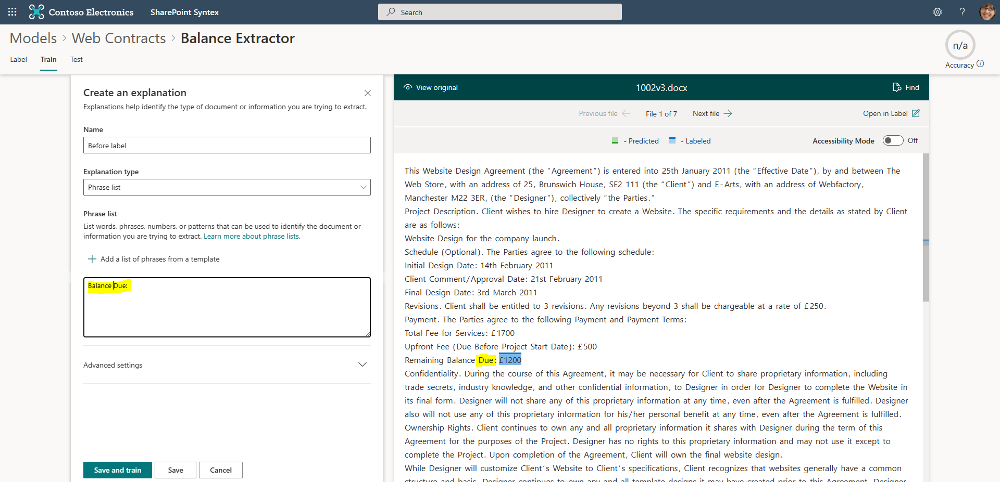 Contoso Electronics
SharePoint Syntex
Search
?
Models > Web Contracts > Balance Extractor
Label
Train
Test
n/a
Accuracy
Create an explanation
Explanations help identify the type of document or information you are trying to extract.
Name
Before label
Explanation type
Phrase list
Phrase list
List words, phrases, numbers, or patterns that can be used to identify the document or
information you are trying to extract. Learn more about phrase lists.
+ Add a list of phrases from a template
Balance Due:
Advanced settings
Save and train
Save
Cancel
View original
1002v3.docx
Find
Previous file
File 1 of 7
Next file
Open in Label
- Predicted
- Labeled
Accessibility Mode
Off
This Website Design Agreement (the “Agreement”) is entered into 25th January 2011 (the “Effective Date”), by and between The
Web Store, with an address of 25, Brunswich House, SE2 111 (the “Client”) and E-Arts, with an address of Webfactory,
Manchester M22 3ER, (the “Designer”), collectively “the Parties.”
Project Description. Client wishes to hire Designer to create a Website. The specific requirements and the details as stated by Client
are as follows:
Website Design for the company launch.
Schedule (Optional). The Parties agree to the following schedule:
Initial Design Date: 14th February 2011
Client Comment/Approval Date: 21st February 2011
Final Design Date: 3rd March 2011
Revisions. Client shall be entitled to 3 revisions. Any revisions beyond 3 shall be chargeable at a rate of £250.
Payment. The Parties agree to the following Payment and Payment Terms:
Total Fee for Services: £1700
Upfront Fee (Due Before Project Start Date): £500
Remaining Balance Due: £1200
Confidentiality. During the course of this Agreement, it may be necessary for Client to share proprietary information, including
trade secrets, industry knowledge, and other confidential information, to Designer in order for Designer to complete the Website in
its final form. Designer will not share any of this proprietary information at any time, even after the Agreement is fulfilled. Designer
also will not use any of this proprietary information for his/her personal benefit at any time, even after the Agreement is fulfilled.
Ownership Rights. Client continues to own any and all proprietary information it shares with Designer during the term of this
Agreement for the purposes of the Project. Designer has no rights to this proprietary information and may not use it except to
complete the Project. Upon completion of the Agreement, Client will own the final website design.
While Designer will customize Client’s Website to Client’s specifications, Client recognizes that websites generally have a common
structure and basis. Designer continues to own any and all template designs it may have created prior to this Agreement. Designer